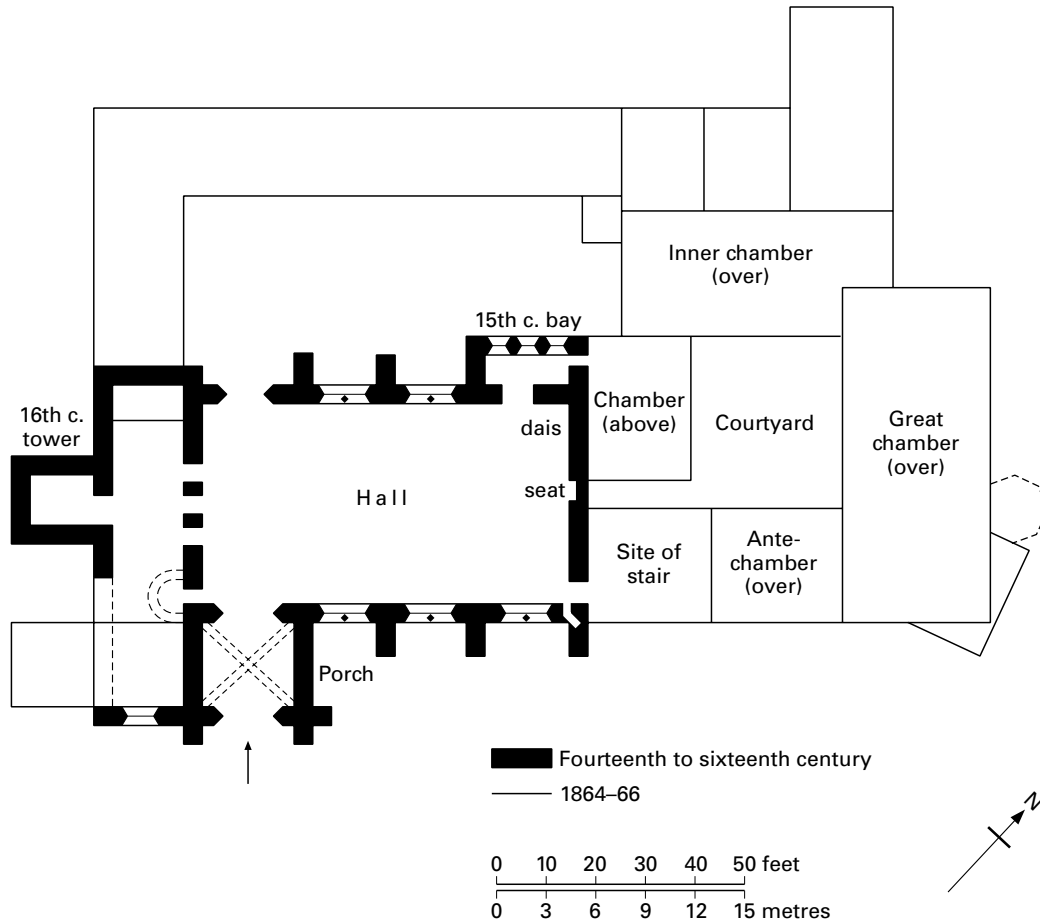 Inner chamber
(over)
15th c. bay
16th c.
tower
Chamber
(above)
Courtyard
Great
chamber
(over)
dais
Hall
seat
Site of
stair
Ante-
chamber
(over)
Porch
Fourteenth to sixteenth century
1864–66
N
0 10 20 30 40 50 feet
0 3 6 9 12 15 metres